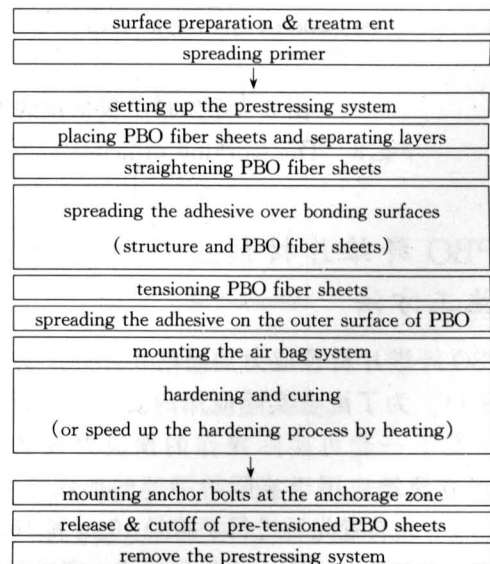 surface preparation & treatm ent
spreading primer
setting up the prestressing system
placing PBO fiber sheets and separating layers
straightening PBO fiber sheets
spreading the adhesive over bonding surfaces
(structure and PBO fiber sheets)
tensioning PBO fiber sheets
spreading the adhesive on the outer surface of PBO
mounting the air bag system
hardening and curing
(or speed up the hardening process by heating)
mounting anchor bolts at the anchorage zone
release & cutoff of pre-tensioned PBO sheets
remove the prestressing system